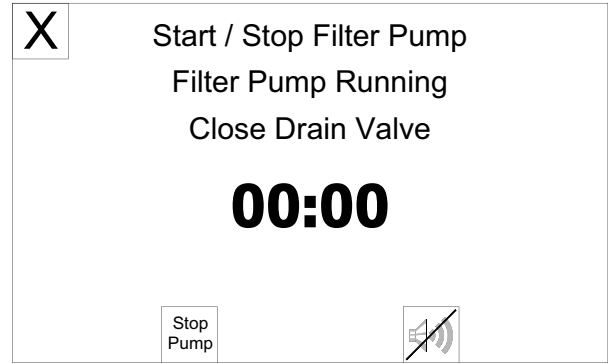 X
Start / Stop Filter Pump
Filter Pump Running
Close Drain Valve
00:00
Stop
Pump